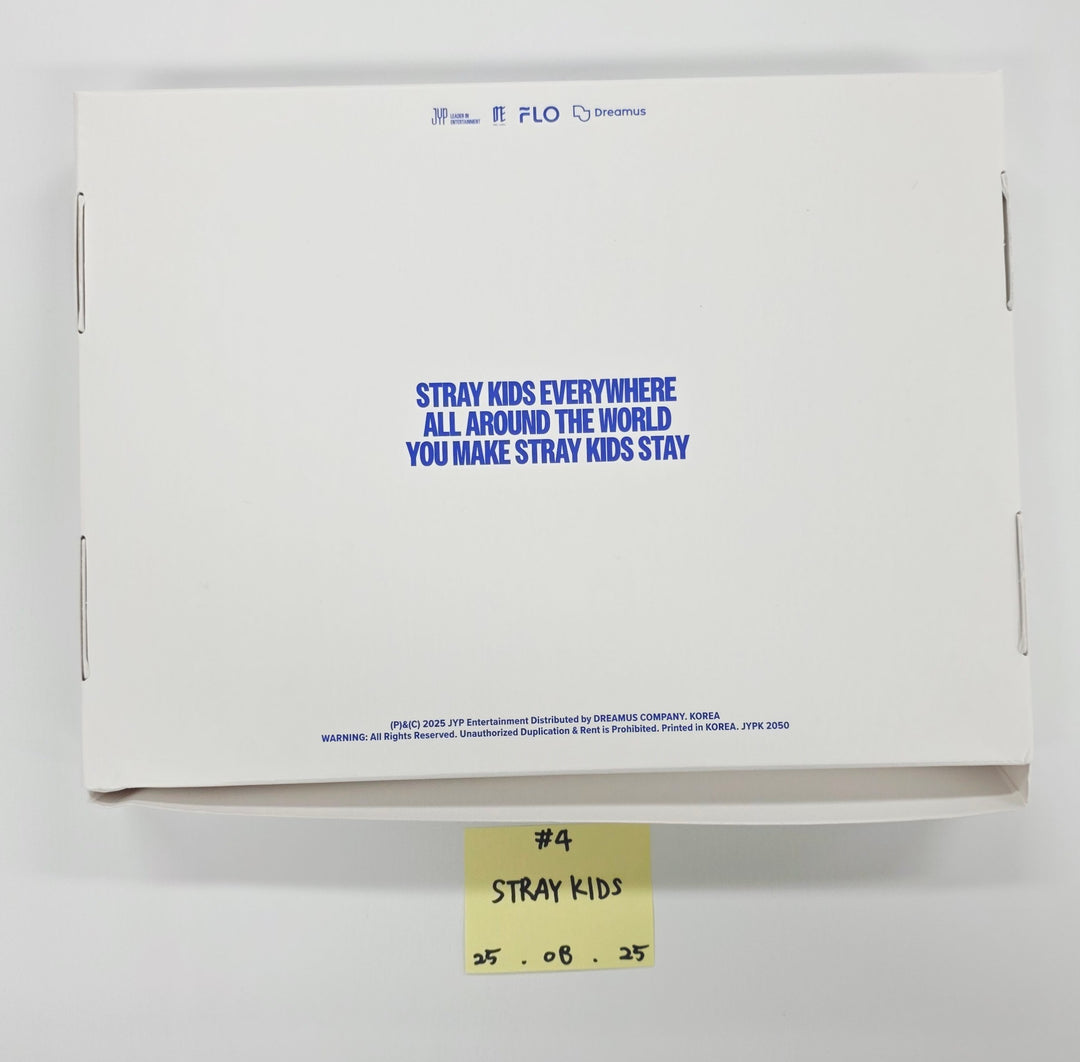 JYP LEADER IN
ENTERTAINMENT
FLO
Dreamus
STRAY KIDS EVERYWHERE
ALL AROUND THE WORLD
YOU MAKE STRAY KIDS STAY
(P)&(C) 2025 JYP Entertainment Distributed by DREAMUS COMPANY. KOREA
WARNING: All Rights Reserved. Unauthorized Duplication & Rent is Prohibited. Printed in KOREA. JYPK 2050
#4
STRAY KIDS
25 . 08 . 25